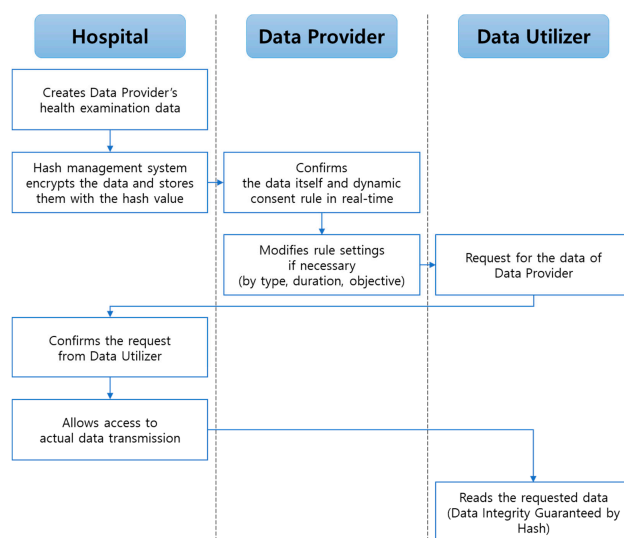 Hospital
Data Provider
Data Utilizer
Creates Data Provider's
health examination data
Hash management system
encrypts the data and stores
them with the hash value
Confirms
the data itself and dynamic
consent rule in real-time
Modifies rule settings
if necessary
(by type, duration, objective)
Request for the data of
Data Provider
Confirms the request
from Data Utilizer
Allows access to
actual data transmission
Reads the requested data
(Data Integrity Guaranteed by
Hash)